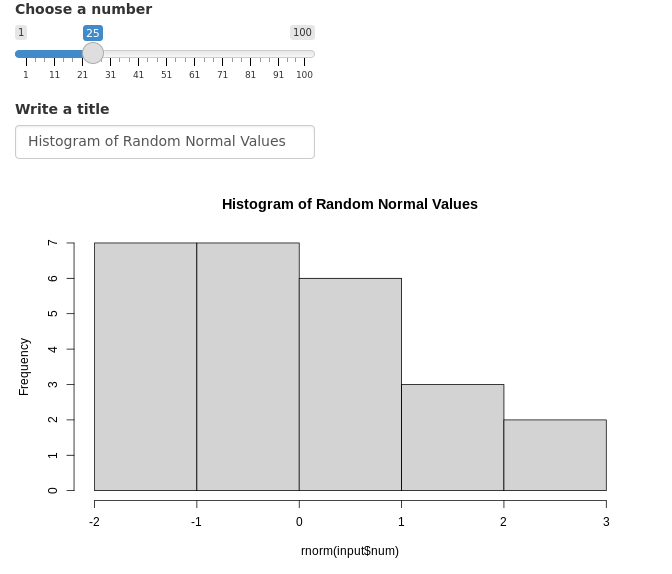 Choose a number
1 25 100
1 11 21 31 41 51 61 71 81 91 100
Write a title
Histogram of Random Normal Values
Histogram of Random Normal Values
7
6
5
4
3
2
1
0
Frequency
-2 -1 0 1 2 3
rnorm(input$num)